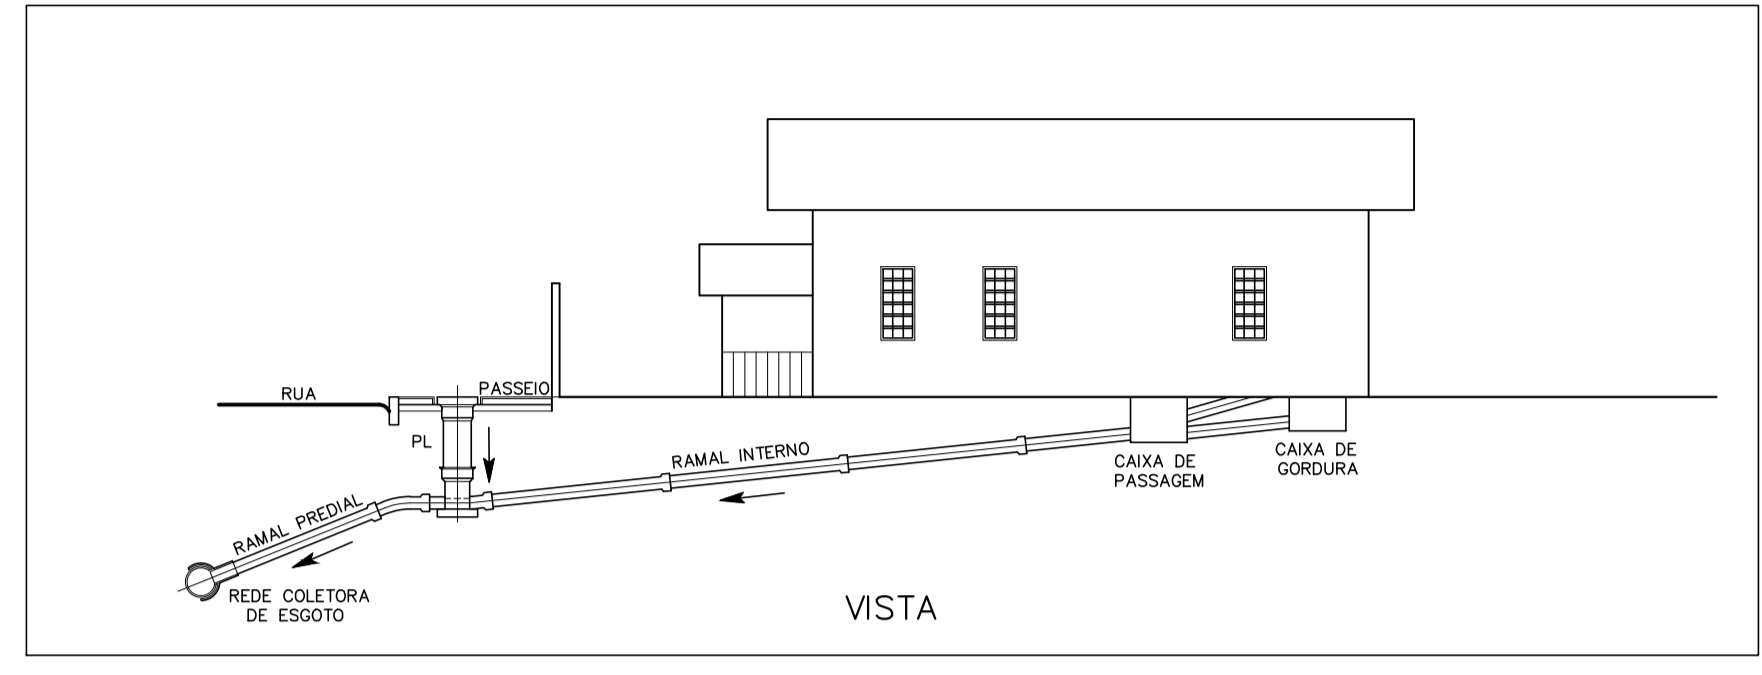 RUA
PASSEIO
PL
RAMAL INTERNO
CAIXA DE
PASSAGEM
CAIXA DE
GORDURA
RAMAL PREDIAL
REDE COLETORA
DE ESGOTO
VISTA